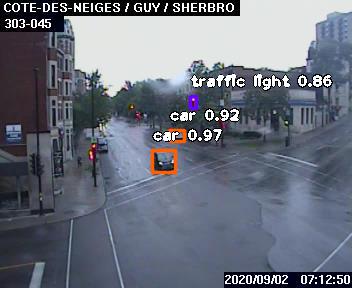 COTE-DES-NEIGES / GUY / SHERBRO
303-045
traffic light 0.86
car 0.92
car 0.97
2020/09/02 07:12:50